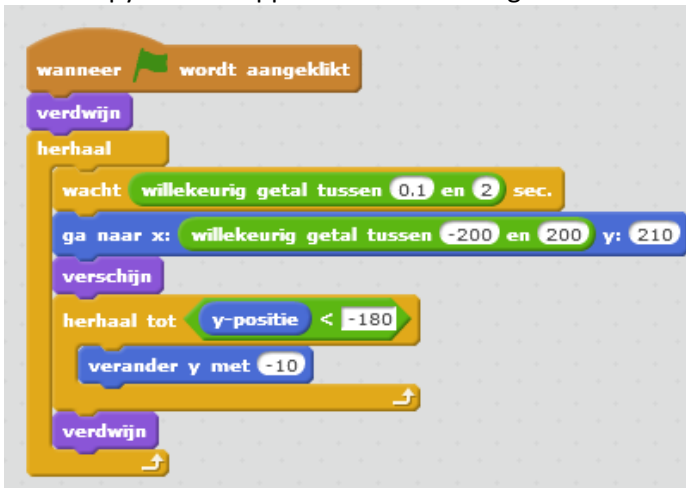 wanneer wordt aangeklikt
verdwijn
herhaal
wacht willekeurig getal tussen 0.1 en 2 sec.
ga naar x: willekeurig getal tussen -200 en 200 y: 210
verschijn
herhaal tot y-positie < -180
verander y met -10
verdwijn